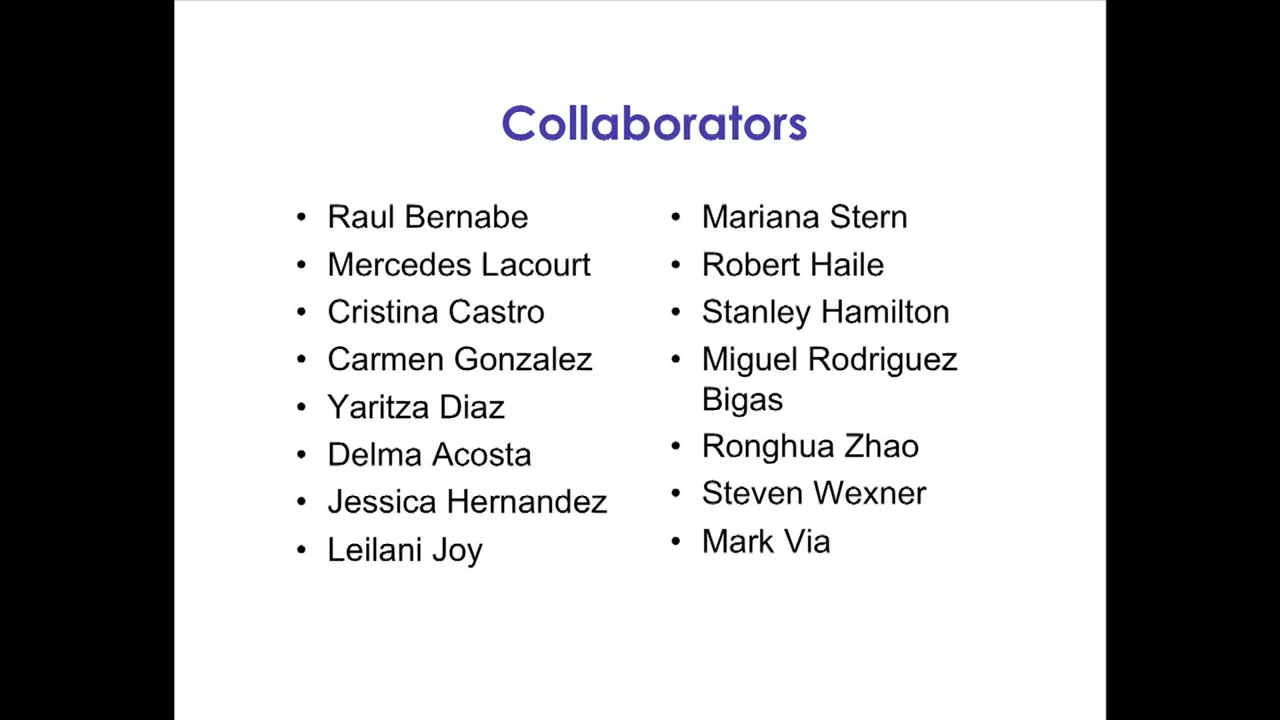 Collaborators
• Raul Bernabe
• Mercedes Lacourt
• Cristina Castro
• Carmen Gonzalez
• Yaritza Diaz
• Delma Acosta
• Jessica Hernandez
• Leilani Joy
• Mariana Stern
• Robert Haile
• Stanley Hamilton
• Miguel Rodriguez
Bigas
• Ronghua Zhao
• Steven Wexner
• Mark Via